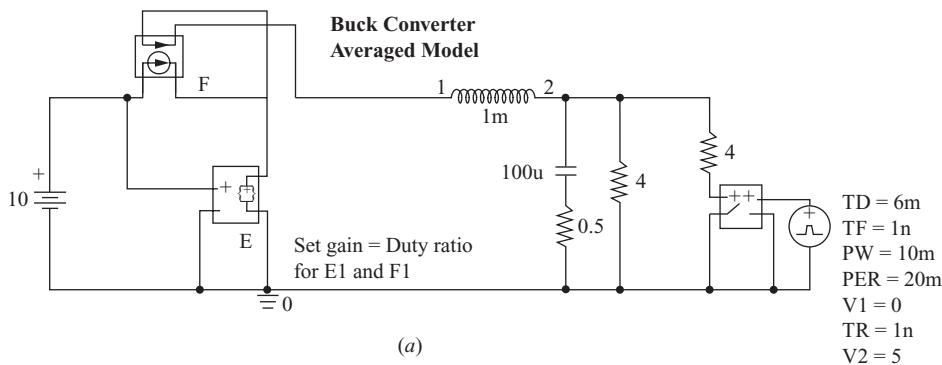 Buck Converter
Averaged Model
F
1
2
1m
+
10
+
+
E
100u
0.5
4
4
++
+
Set gain = Duty ratio
for E1 and F1
0
TD = 6m
TF = 1n
PW = 10m
PER = 20m
V1 = 0
TR = 1n
V2 = 5
(a)